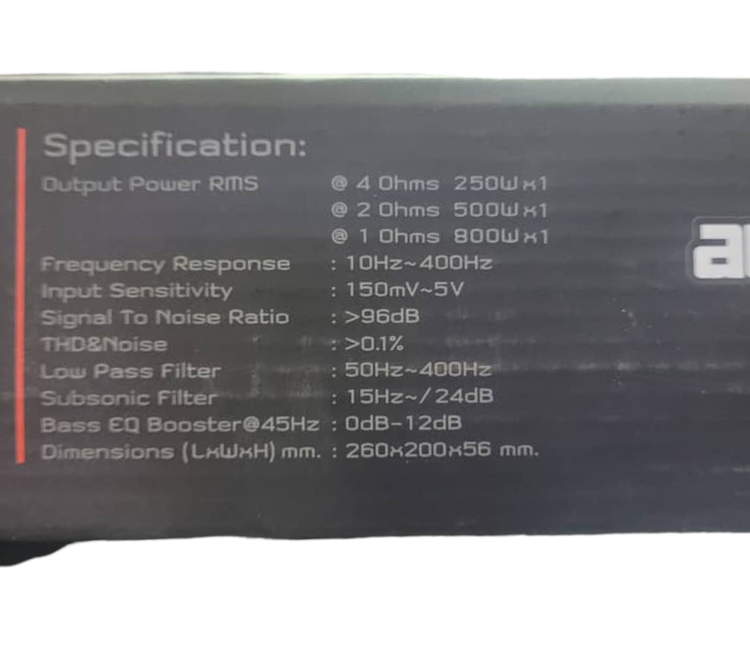 Specification:
Output Power RMS @ 4 Ohms 250W x1
@ 2 Ohms 500W x1
@ 1 Ohms 800W x1
Frequency Response : 10Hz~400Hz
Input Sensitivity : 150mV~5V
Signal To Noise Ratio : >96dB
THD&Noise : >0.1%
Low Pass Filter : 50Hz~400Hz
Subsonic Filter : 15Hz~/24dB
Bass EQ Booster@45Hz : 0dB-12dB
Dimensions (LxWxH) mm. : 260x200x56 mm.